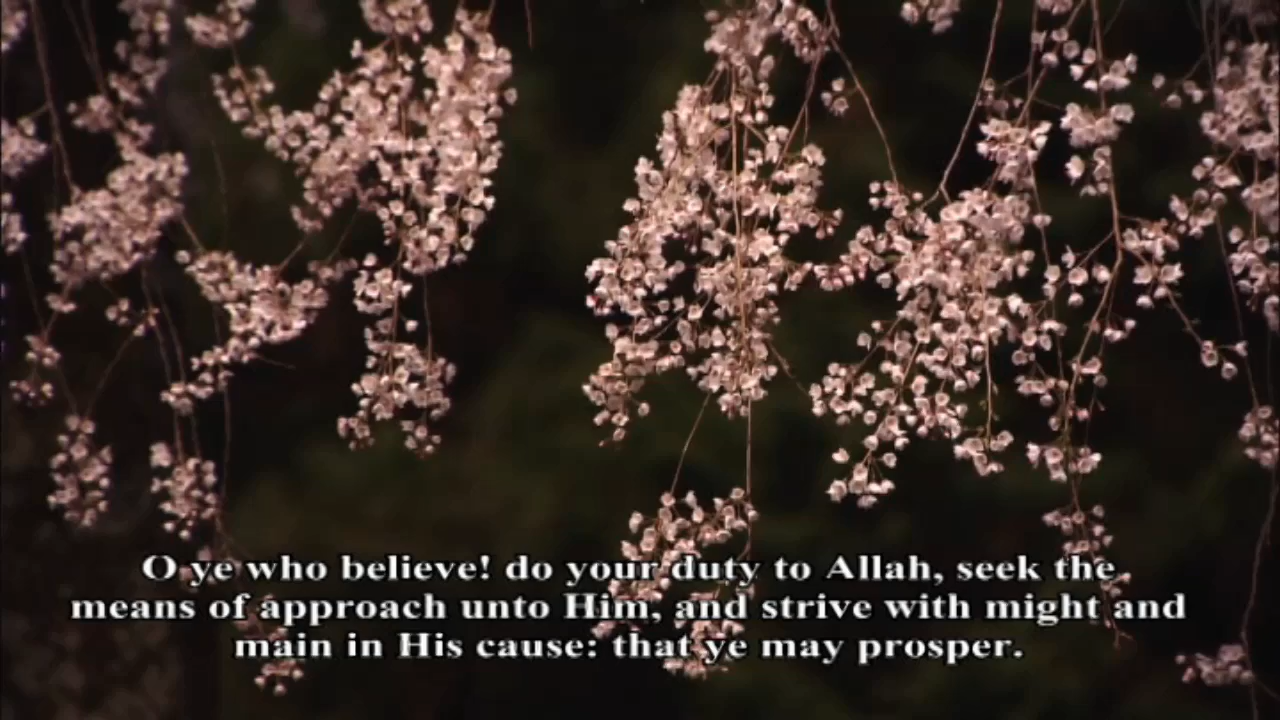 O ye who believe! do your duty to Allah, seek the
means of approach unto Him, and strive with might and
main in His cause: that ye may prosper.